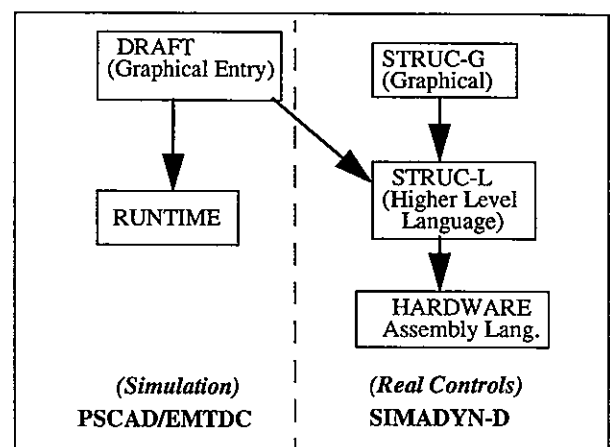 DRAFT
(Graphical Entry)
RUNTIME
(Simulation)
PSCAD/EMTDC
STRUC-G
(Graphical)
STRUC-L
(Higher Level
Language)
HARDWARE
Assembly Lang.
(Real Controls)
SIMADYN-D